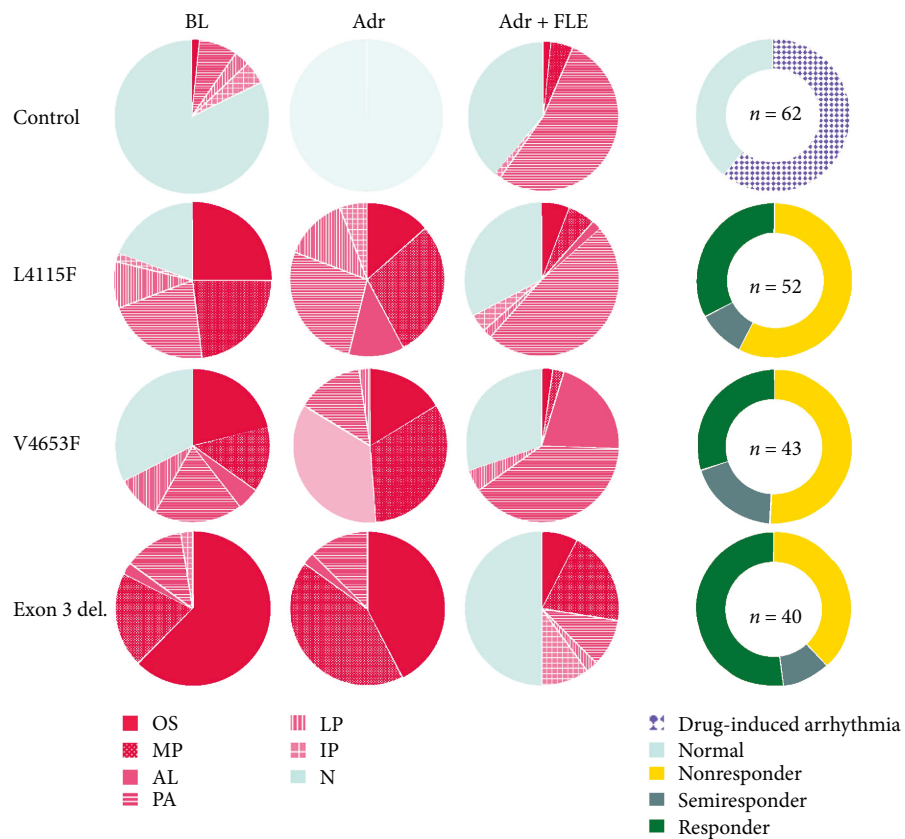 BL
Adr
Adr + FLE
Control
n = 62
L4115F
n = 52
V4653F
n = 43
Exon 3 del.
n = 40
OS
MP
AL
PA
LP
IP
N
Drug-induced arrhythmia
Normal
Nonresponder
Semiresponder
Responder